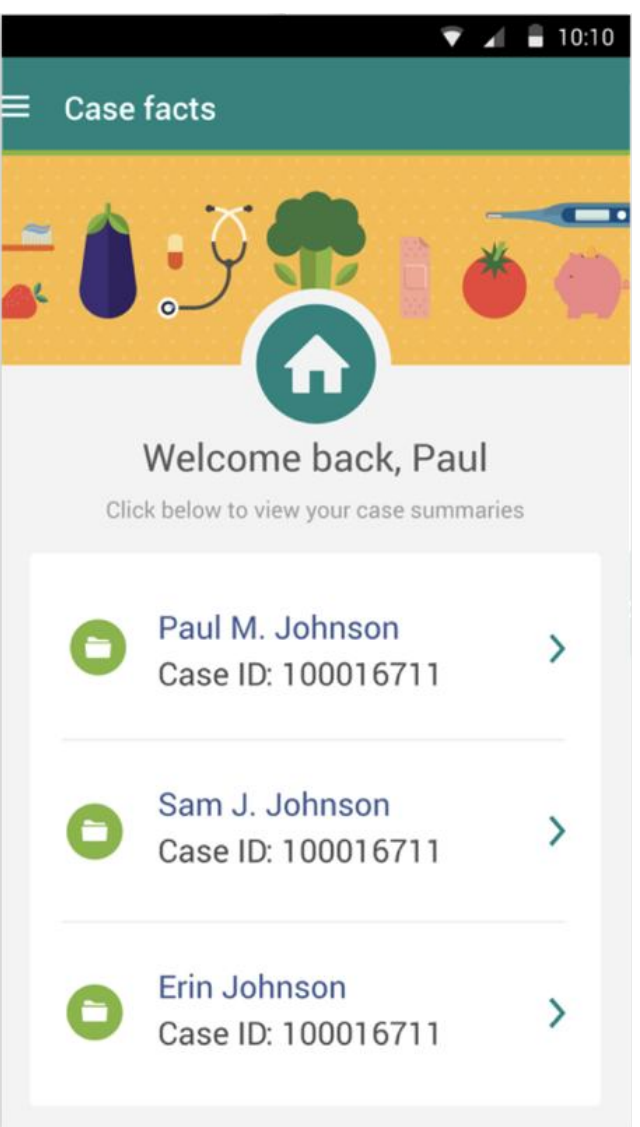 10:10
Case facts
Welcome back, Paul
Click below to view your case summaries
Paul M. Johnson
Case ID: 100016711
Sam J. Johnson
Case ID: 100016711
Erin Johnson
Case ID: 100016711